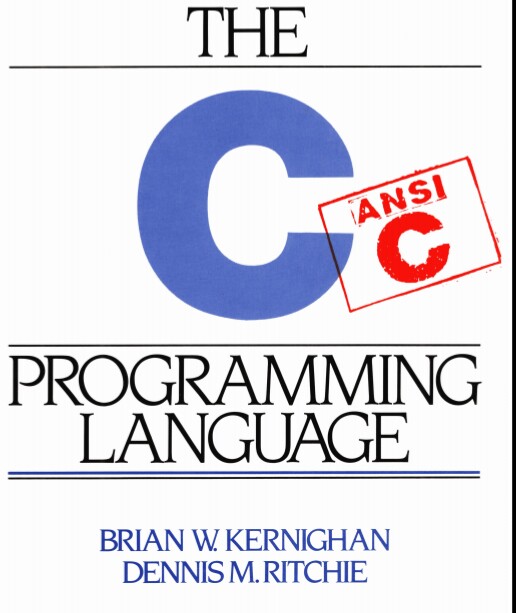 THE
C
ANSI
C
PROGRAMMING
LANGUAGE
BRIAN W. KERNIGHAN
DENNIS M. RITCHIE